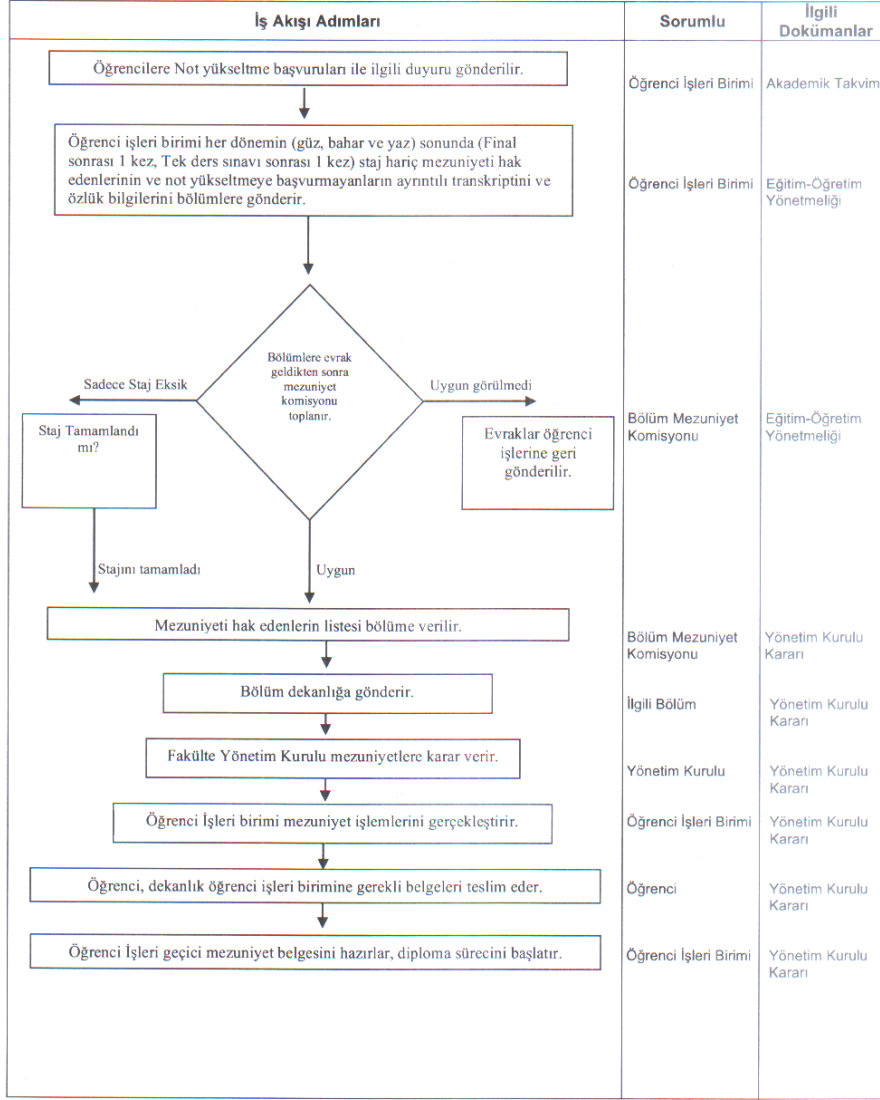 İş Akışı Adımları
Sorumlu
İlgili
Dokümanlar
Öğrencilere Not yükseltme başvuruları ile ilgili duyuru gönderilir.
Öğrenci İşleri Birimi
Akademik Takvim
Öğrenci işleri birimi her dönemin (güz, bahar ve yaz) sonunda (Final
sonrası 1 kez, Tek ders sınavı sonrası 1 kez) staj hariç mezuniyeti hak
edenlerinin ve not yükseltmeye başvurmayanların ayrıntılı transkriptini ve
özlük bilgilerini bölümlere gönderir.
Öğrenci İşleri Birimi
Eğitim-Öğretim
Yönetmeliği
Bölümlere evrak
geldikten sonra
mezuniyet
komisyonu
toplanır.
Sadece Staj Eksik
Uygun görülmedi
Staj Tamamlandı
mı?
Evraklar öğrenci
işlerine geri
gönderilir.
Bölüm Mezuniyet
Komisyonu
Eğitim-Öğretim
Yönetmeliği
Stajını tamamladı
Uygun
Mezuniyeti hak edenlerin listesi bölüme verilir.
Bölüm Mezuniyet
Komisyonu
Yönetim Kurulu
Kararı
Bölüm dekanlığa gönderir.
İlgili Bölüm
Yönetim Kurulu
Kararı
Fakülte Yönetim Kurulu mezuniyetlere karar verir.
Yönetim Kurulu
Yönetim Kurulu
Kararı
Öğrenci İşleri birimi mezuniyet işlemlerini gerçekleştirir.
Öğrenci İşleri Birimi
Yönetim Kurulu
Kararı
Öğrenci, dekanlık öğrenci işleri birimine gerekli belgeleri teslim eder.
Öğrenci
Yönetim Kurulu
Kararı
Öğrenci İşleri geçici mezuniyet belgesini hazırlar, diploma sürecini başlatır.
Öğrenci İşleri Birimi
Yönetim Kurulu
Kararı